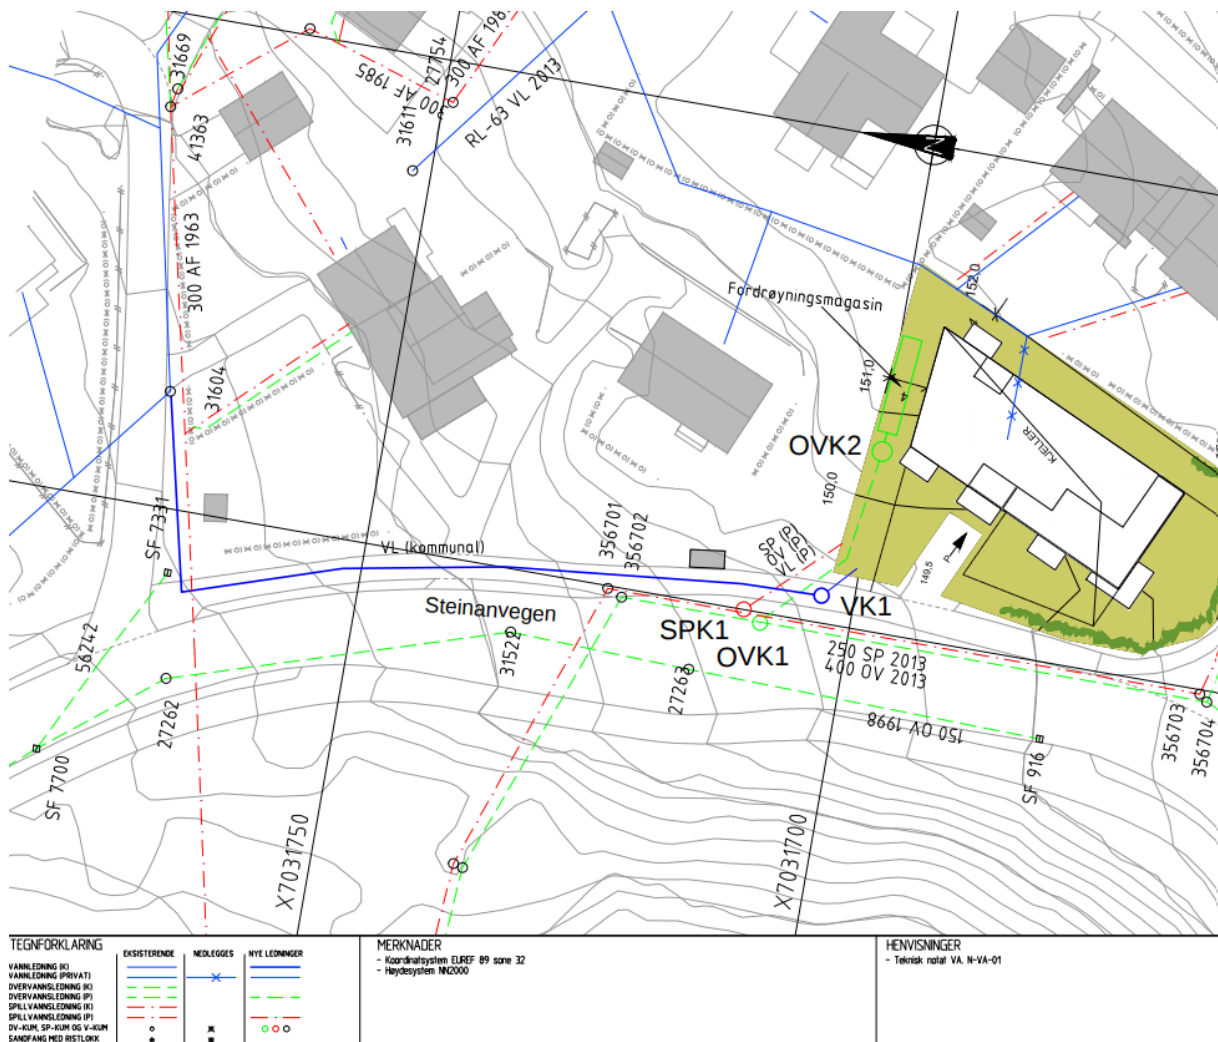 31669
41363
300 AF 1985
27754
300 AF 198
31611
RL-63 VL 2013
N
300 AF 1963
31604
Fordrøyningsmagasin
152,0
151,0
OVK2
KJELLER
150,0
SF 7331
VL (kommunal)
356701
356702
SP (P)
OV (P)
VL (P)
149,5
P
Steinanvegen
VK1
SPK1
OVK1
56242
31522
250 SP 2013
400 OV 2013
27262
27263
150 OV 1998
356703
356704
SF 7700
SF 916
X7031750
X7031700
TEGNFORKLARING
EKSISTERENDE
NEDLEGGES
NYE LEDNINGER
VANNLEDNING (K)
VANNLEDNING (PRIVAT)
OVERVANNSLEDNING (K)
OVERVANNSLEDNING (P)
SPILLVANNSLEDNING (K)
SPILLVANNSLEDNING (P)
OV-KUM, SP-KUM OG V-KUM
SANDFANG MED RISTLOKK
MERKNADER
- Koordinatsystem EUREF 89 sone 32
- Høydesystem NN2000
HENVISNINGER
- Teknisk notat VA. N-VA-01